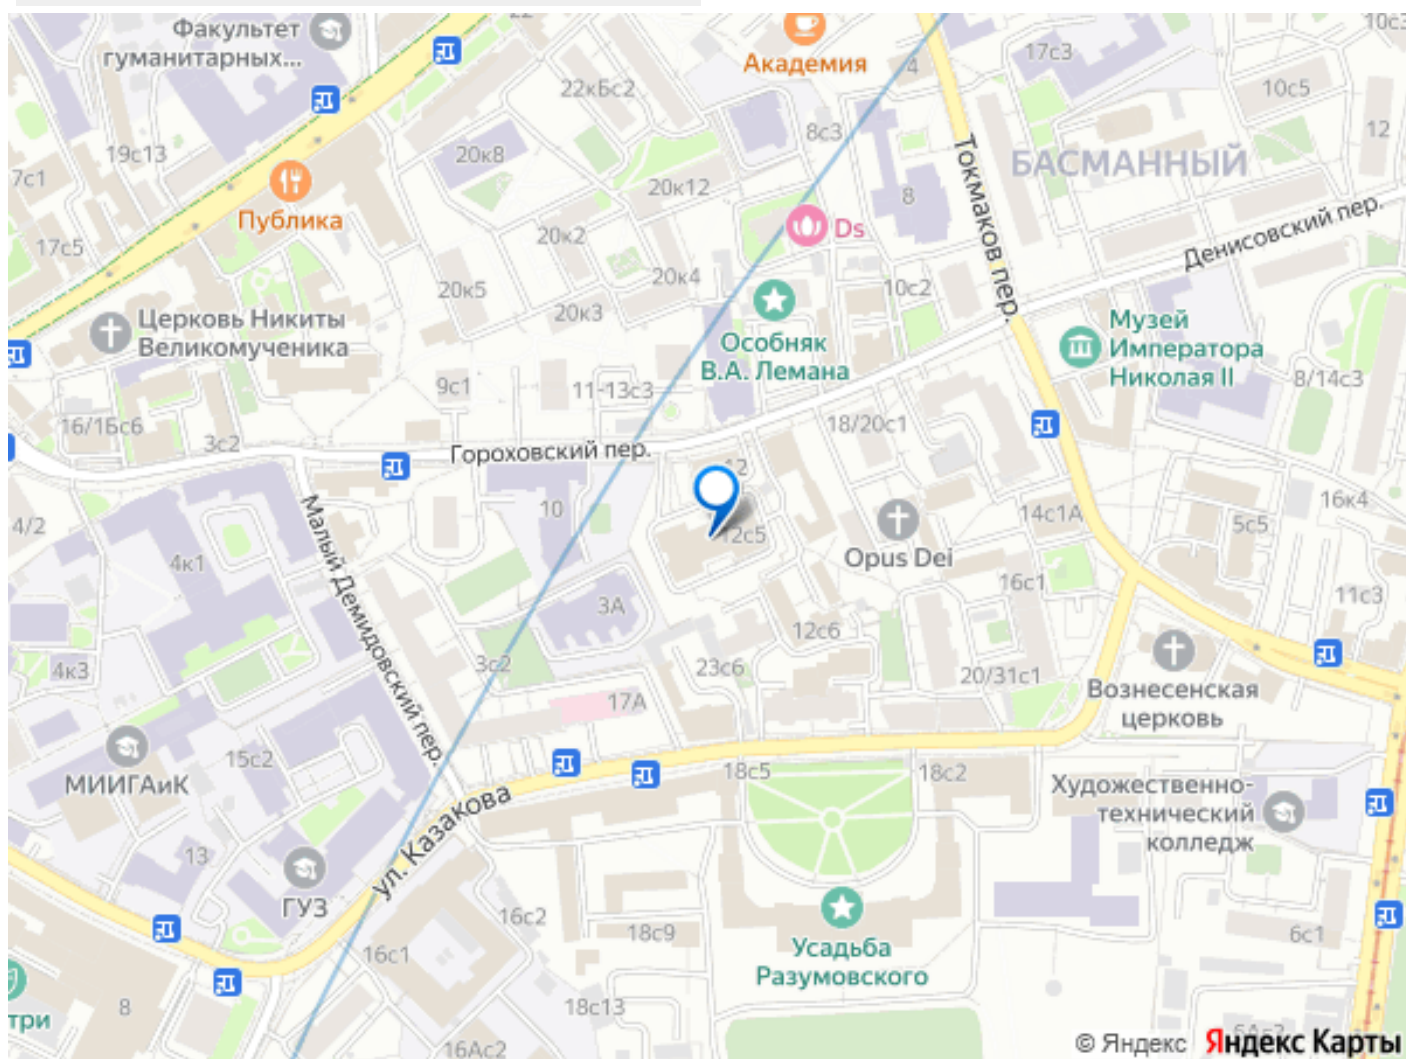 22
Факультет
гуманитарных...
Академия
4
17с3
10с3
22кБс2
10с5
8с3
12
19с13
20к8
Токмаков пер.
БАСМАННЫЙ
7с1
Публика
20к12
8
Ds
Денисовский пер.
17с5
20к2
20к4
20к5
10с2
20к3
Церковь Никиты
Великомученика
Особняк
В.А. Лемана
Музей
Императора
Николая II
8/14с3
9с1
11-13с3
16/1Бс6
3с2
Гороховский пер.
18/20с1
12
Малый Демидовский пер.
10
12с5
14с1А
5с5
16к4
4/2
4к1
Opus Dei
16с1
11с3
3А
12с6
4к3
3с2
23с6
20/31с1
Вознесенская
церковь
17А
МИИГАиК
15с2
18с5
18с2
Художественно-
технический
колледж
ул. Казакова
13
ГУЗ
16с2
18с9
6с1
Усадьба
Разумовского
16с1
8
18с13
три
16Ас2
© Яндекс Яндекс Карты